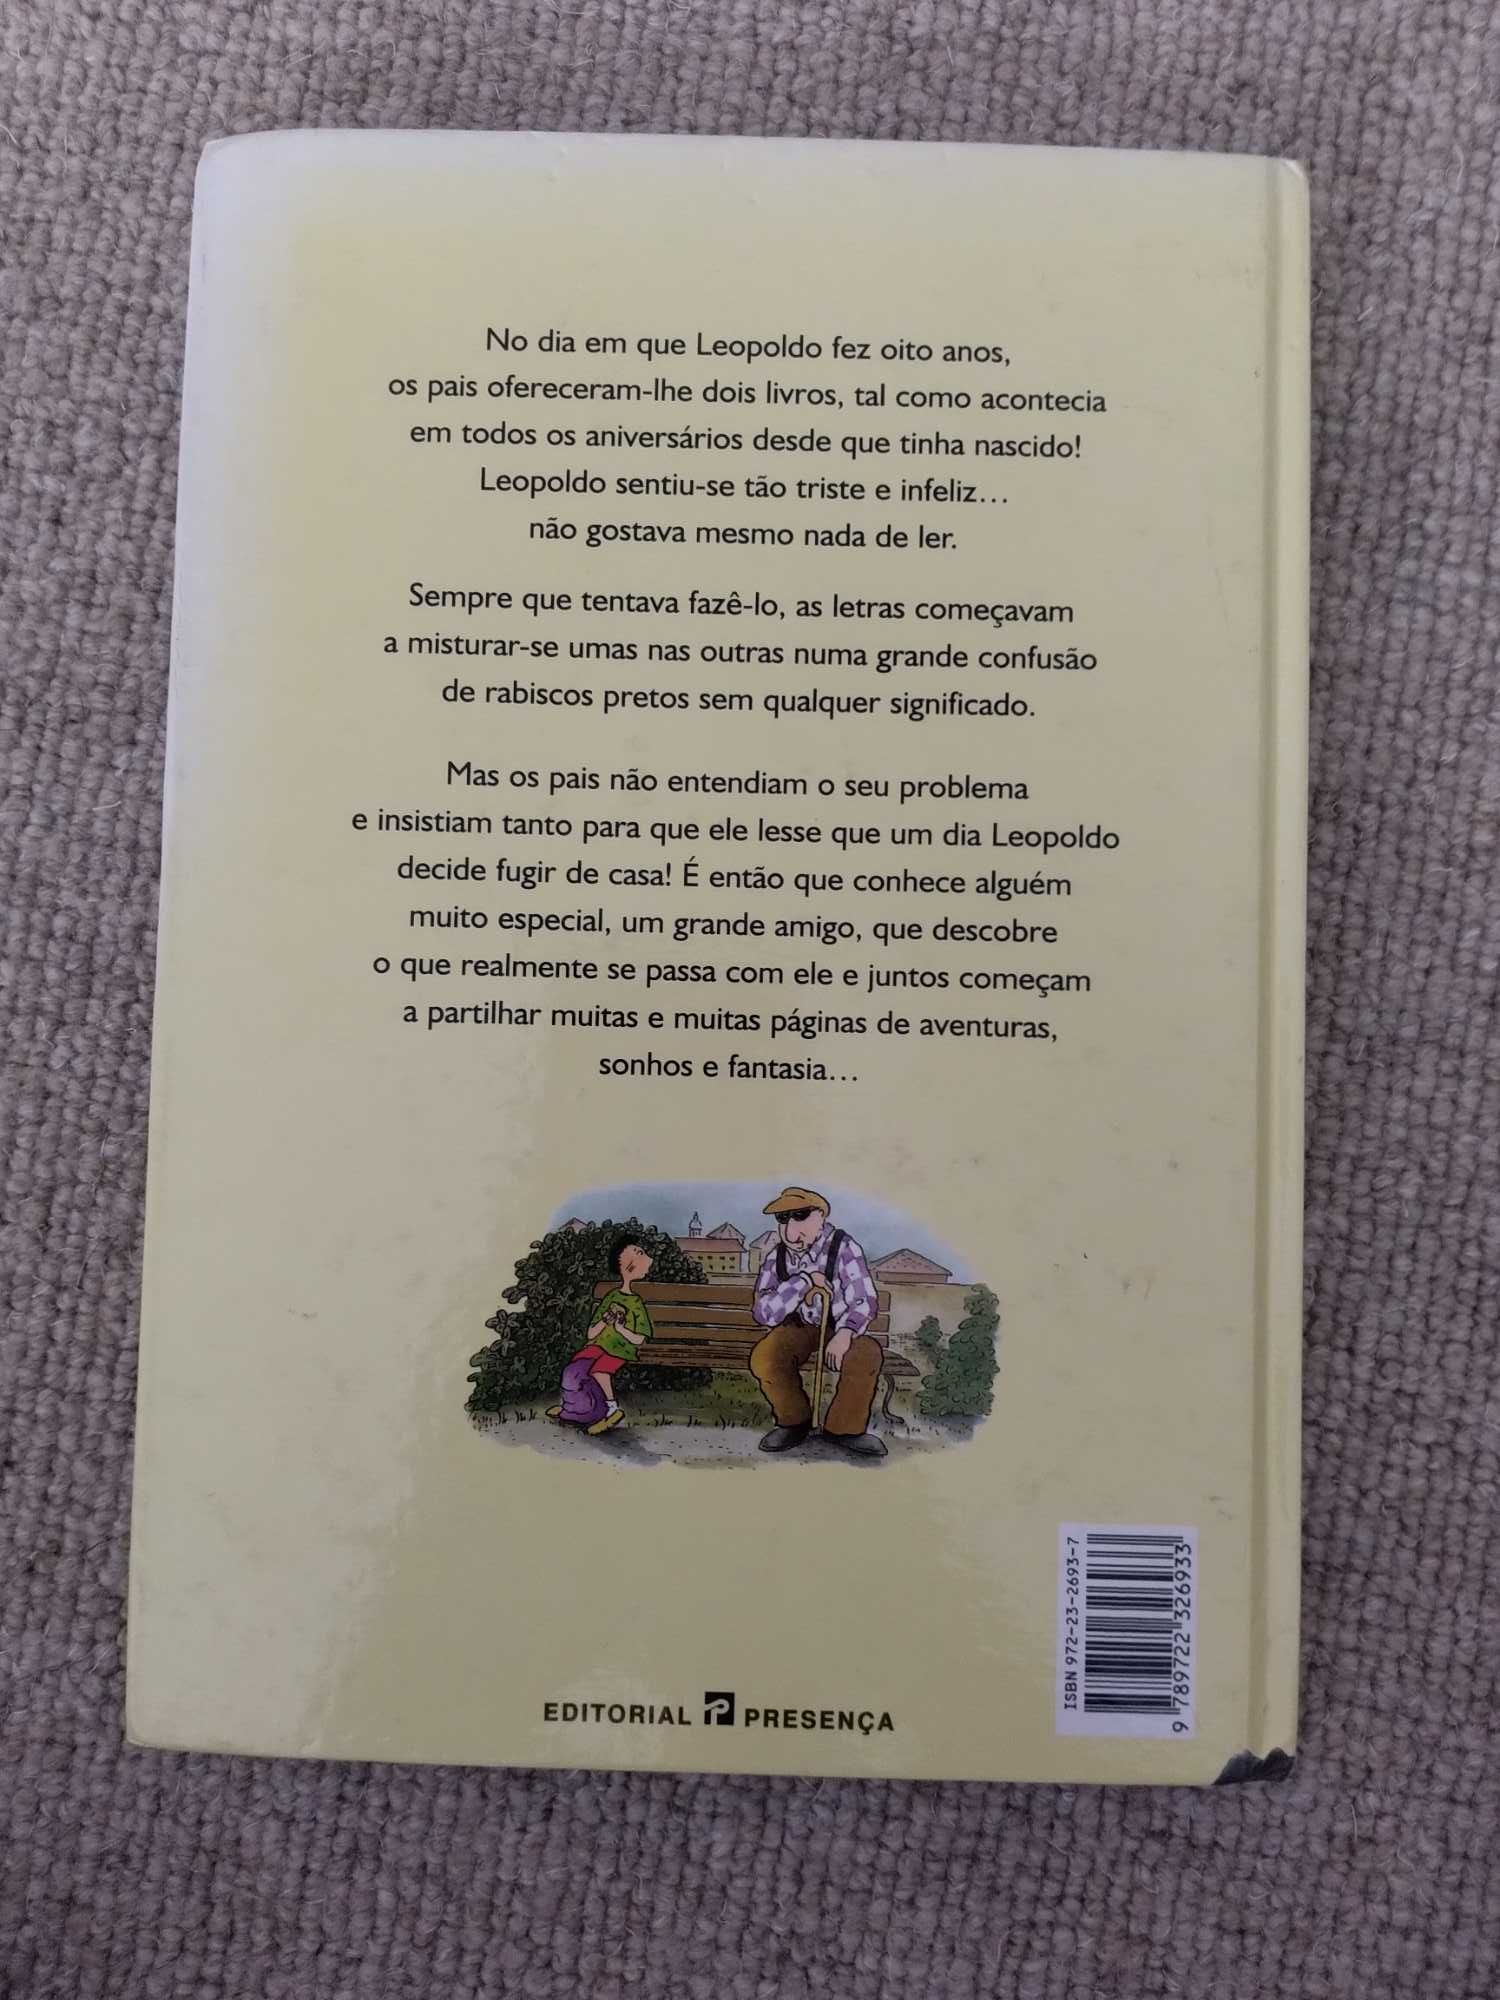 No dia em que Leopoldo fez oito anos,
os pais ofereceram-lhe dois livros, tal como acontecia
em todos os aniversários desde que tinha nascido!
Leopoldo sentiu-se tão triste e infeliz…
não gostava mesmo nada de ler.
Sempre que tentava fazê-lo, as letras começavam
a misturar-se umas nas outras numa grande confusão
de rabiscos pretos sem qualquer significado.
Mas os pais não entendiam o seu problema
e insistiam tanto para que ele lesse que um dia Leopoldo
decide fugir de casa! É então que conhece alguém
muito especial, um grande amigo, que descobre
o que realmente se passa com ele e juntos começam
a partilhar muitas e muitas páginas de aventuras,
sonhos e fantasia…
ISBN 972-23-2693-7
9 789722 326933
EDITORIAL PRESENÇA